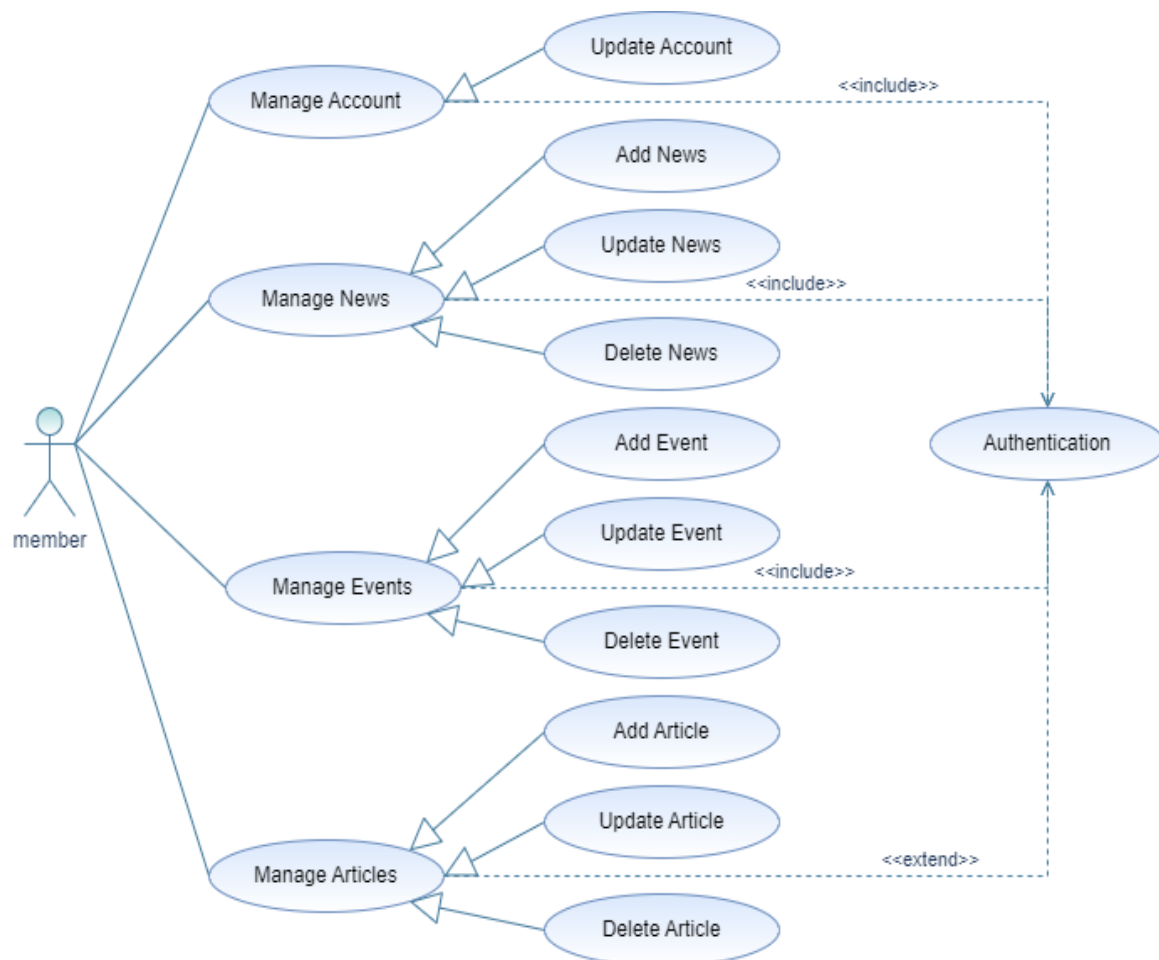 Update Account
Manage Account
<<include>>
Add News
Update News
Manage News
<<include>>
Delete News
member
Add Event
Authentication
Update Event
Manage Events
<<include>>
Delete Event
Add Article
Update Article
Manage Articles
<<extend>>
Delete Article